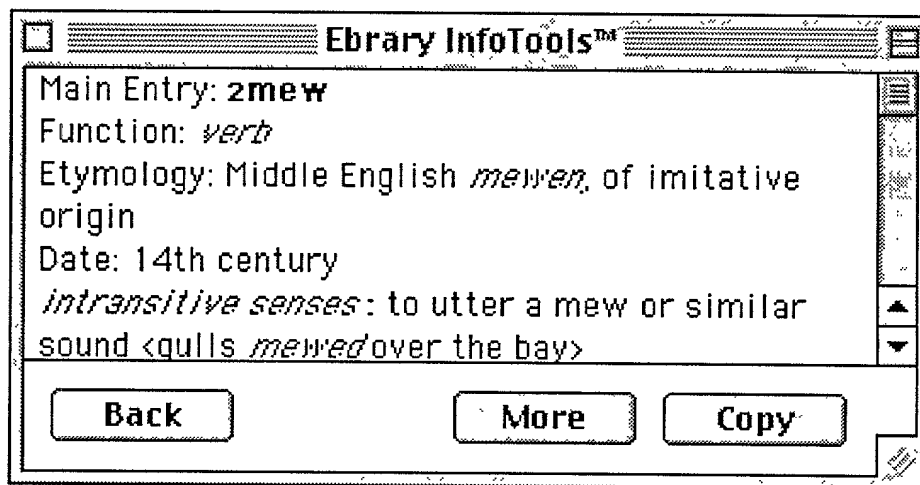 Ebrary InfoTools™
Main Entry: 2mew
Function: verb
Etymology: Middle English mewen, of imitative
origin
Date: 14th century
intransitive senses : to utter a mew or similar
sound <gulls mewed over the bay>
Back More Copy